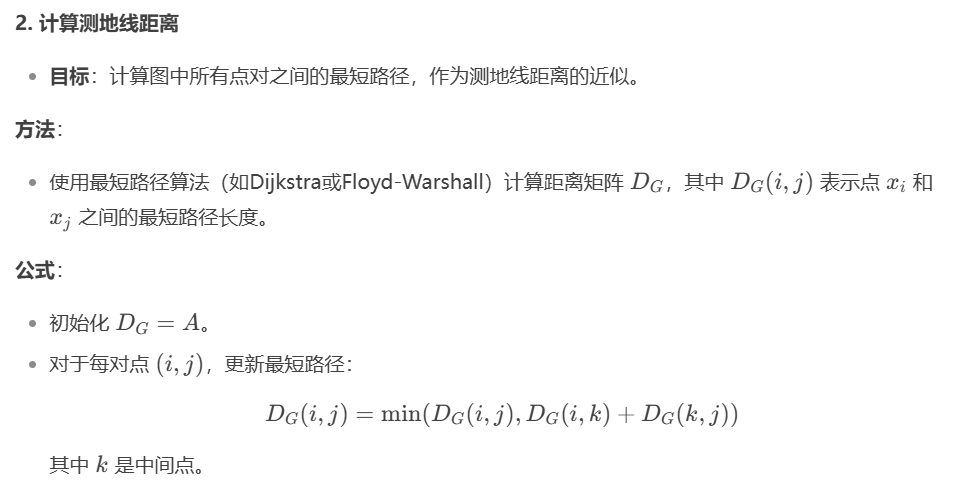 2. 计算测地线距离
• 目标：计算图中所有点对之间的最短路径，作为测地线距离的近似。
方法：
• 使用最短路径算法（如Dijkstra或Floyd-Warshall）计算距离矩阵 $D_G$，其中 $D_G(i, j)$ 表示点 $x_i$ 和
$x_j$ 之间的最短路径长度。
公式：
• 初始化 $D_G = A$。
• 对于每对点 $(i, j)$，更新最短路径：
$D_G(i, j) = \min(D_G(i, j), D_G(i, k) + D_G(k, j))$
其中 $k$ 是中间点。